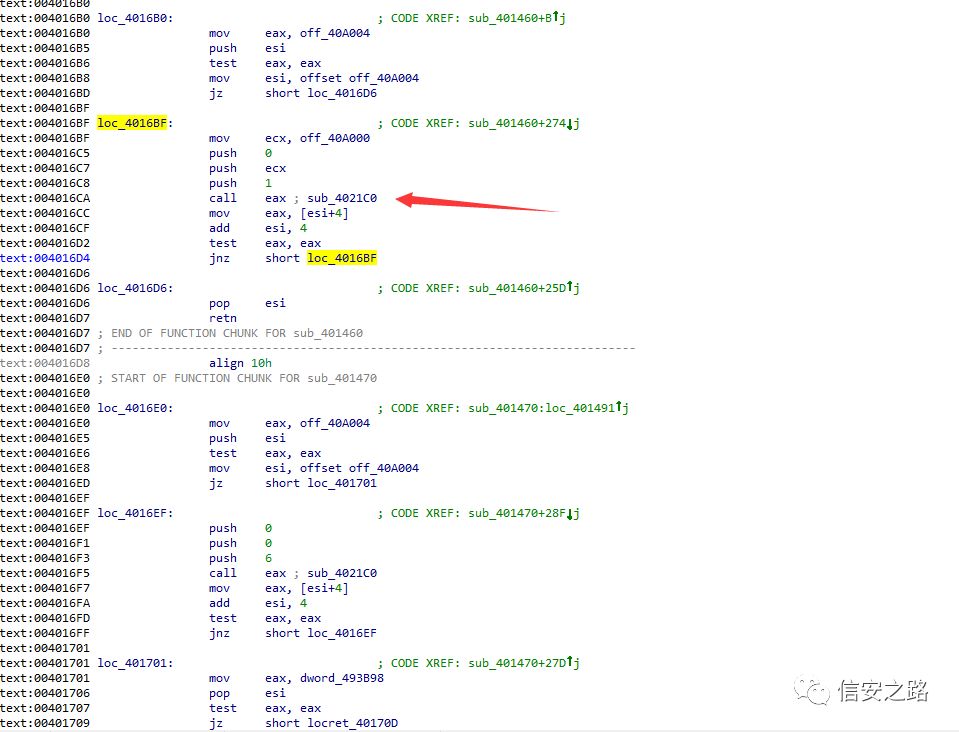 text:004016B0
text:004016B0 loc_4016B0: ; CODE XREF: sub_401460+B↑j
text:004016B0 mov eax, off_40A004
text:004016B5 push esi
text:004016B6 test eax, eax
text:004016B8 mov esi, offset off_40A004
text:004016BD jz short loc_4016D6
text:004016BF
text:004016BF loc_4016BF: ; CODE XREF: sub_401460+274↓j
text:004016BF mov ecx, off_40A000
text:004016C5 push 0
text:004016C7 push ecx
text:004016C8 push 1
text:004016CA call eax ; sub_4021C0
text:004016CC mov eax, [esi+4]
text:004016CF add esi, 4
text:004016D2 test eax, eax
text:004016D4 jnz short loc_4016BF
text:004016D6
text:004016D6 loc_4016D6: ; CODE XREF: sub_401460+25D↑j
text:004016D6 pop esi
text:004016D7 retn
text:004016D7 ; END OF FUNCTION CHUNK FOR sub_401460
text:004016D7 ; ---------------------------------------------------------------------------
text:004016D8 align 10h
text:004016E0 ; START OF FUNCTION CHUNK FOR sub_401470
text:004016E0
text:004016E0 loc_4016E0: ; CODE XREF: sub_401470:loc_401491↑j
text:004016E0 mov eax, off_40A004
text:004016E5 push esi
text:004016E6 test eax, eax
text:004016E8 mov esi, offset off_40A004
text:004016ED jz short loc_401701
text:004016EF
text:004016EF loc_4016EF: ; CODE XREF: sub_401470+28F↓j
text:004016EF push 0
text:004016F1 push 0
text:004016F3 push 6
text:004016F5 call eax ; sub_4021C0
text:004016F7 mov eax, [esi+4]
text:004016FA add esi, 4
text:004016FD test eax, eax
text:004016FF jnz short loc_4016EF
text:00401701
text:00401701 loc_401701: ; CODE XREF: sub_401470+27D↑j
text:00401701 mov eax, dword_493B98
text:00401706 pop esi
text:00401707 test eax, eax
text:00401709 jz short locret_40170D
信安之路